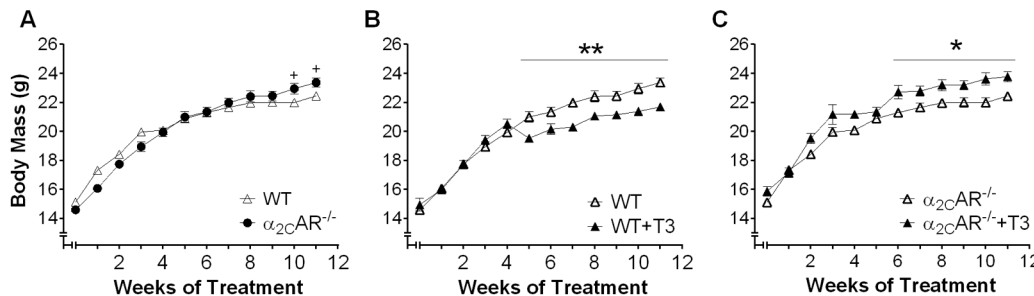 A
Body Mass (g)
26
24
22
20
18
16
14
2 4 6 8 10 12
Weeks of Treatment
+ +
WT
α2CAR-/-
B
26
24
22
20
18
16
14
2 4 6 8 10 12
Weeks of Treatment
**
WT
WT+T3
C
26
24
22
20
18
16
14
2 4 6 8 10 12
Weeks of Treatment
*
α2CAR-/-
α2CAR-/-+T3